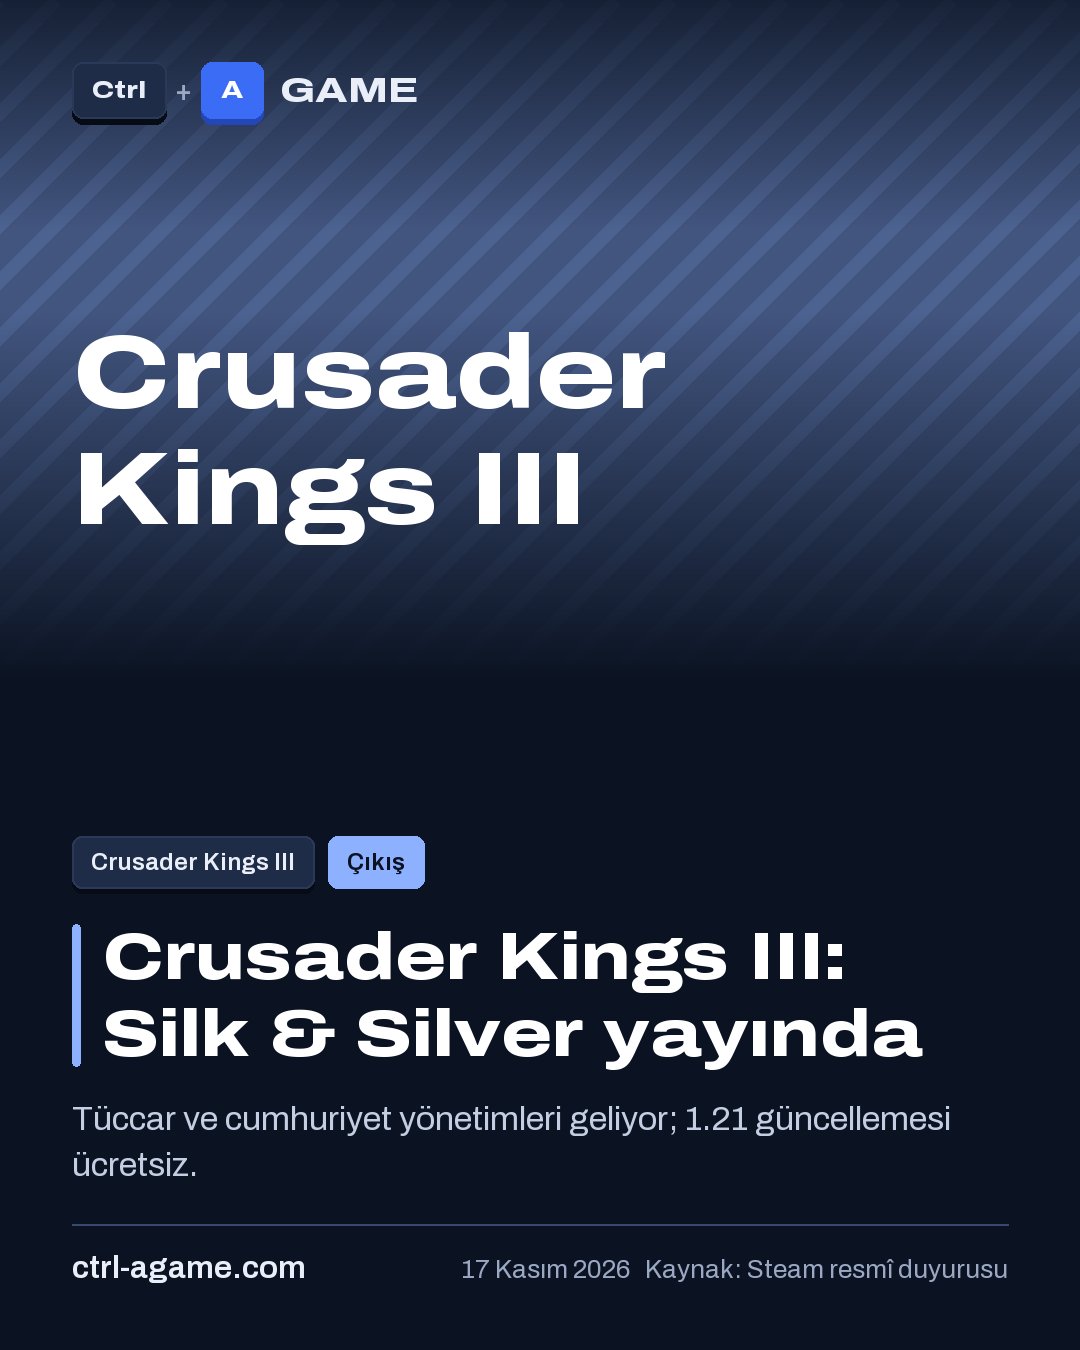 Ctrl + A GAME
Crusader
Kings III
Crusader Kings III Çıkış
Crusader Kings III:
Silk & Silver yayında
Tüccar ve cumhuriyet yönetimleri geliyor; 1.21 güncellemesi
ücretsiz.
ctrl-agame.com 17 Kasım 2026 Kaynak: Steam resmî duyurusu